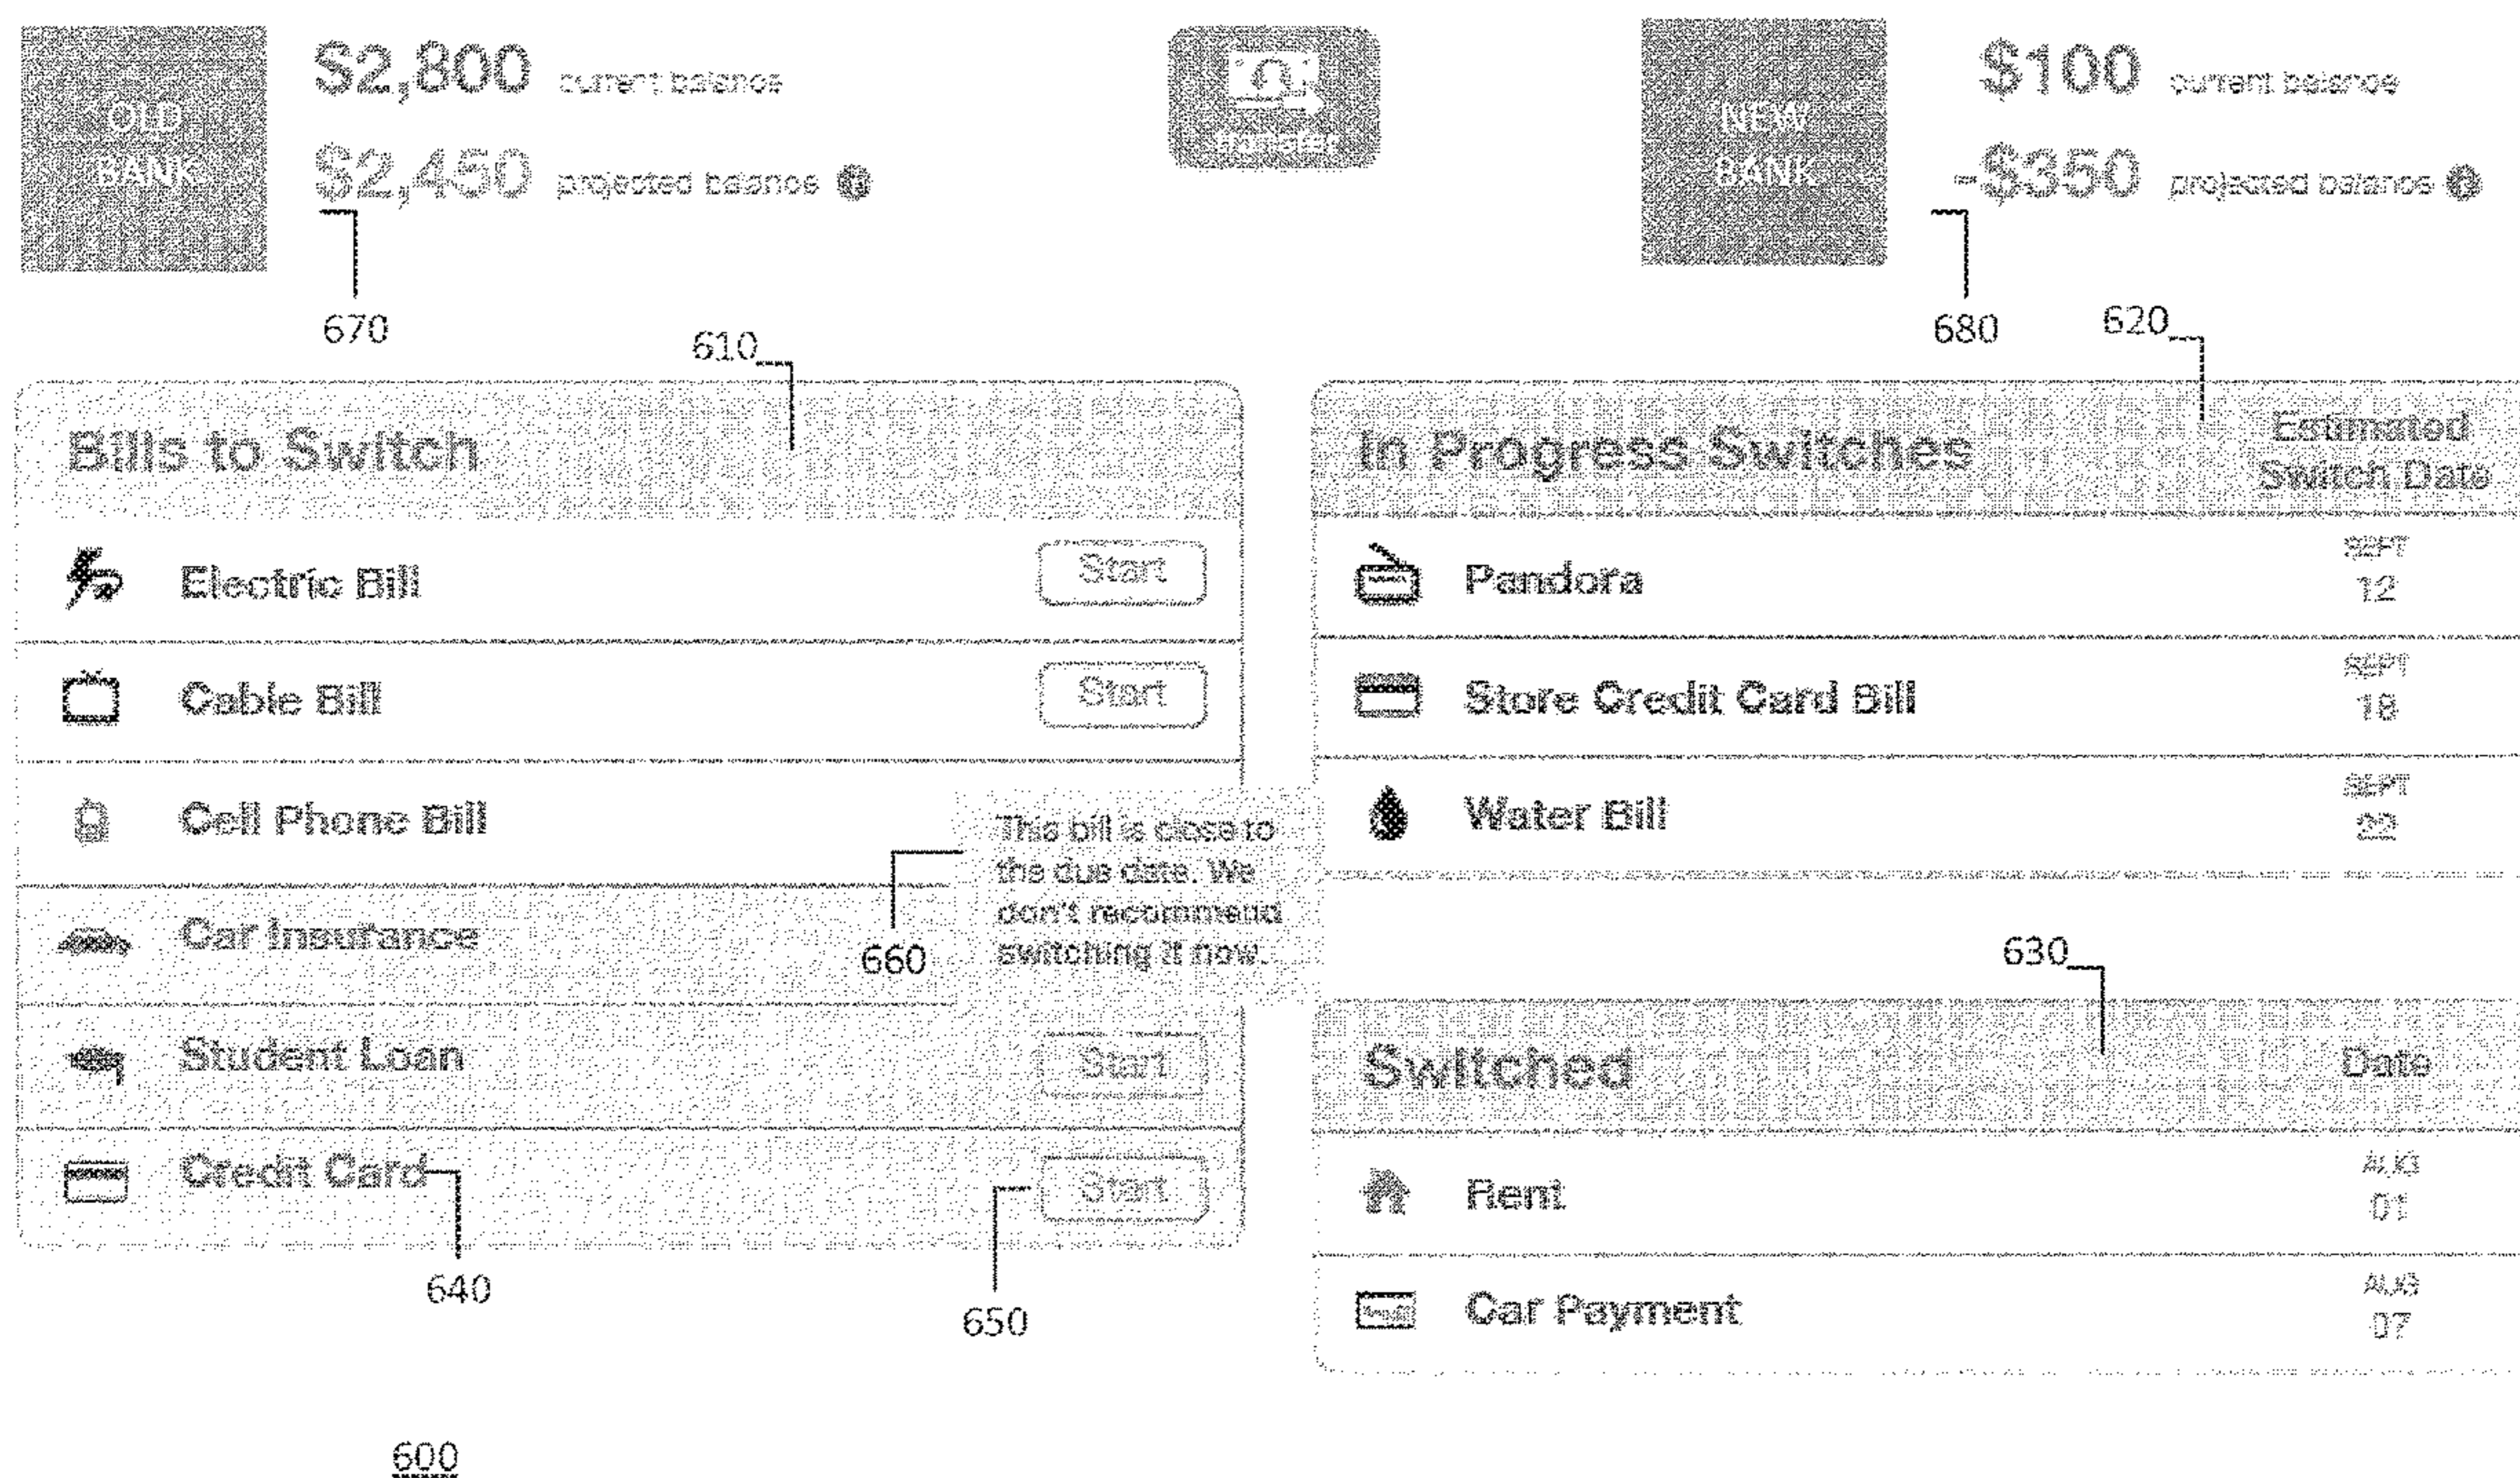 OLD
BANK
$2,800 current balance
$2,450 projected balance
transfer
NEW
BANK
$100 current balance
-$350 projected balance
670
680
610
620
Bills to Switch
Electric Bill Start
Cable Bill Start
Cell Phone Bill
Car Insurance
Student Loan Start
Credit Card Start
This bill is close to
the due date. We
don't recommend
switching it now.
660
640
650
In Progress Switches
Estimated
Switch Date
Pandora SEPT
12
Store Credit Card Bill SEPT
18
Water Bill SEPT
22
630
Switched Date
Rent AUG
01
Car Payment AUG
07
600